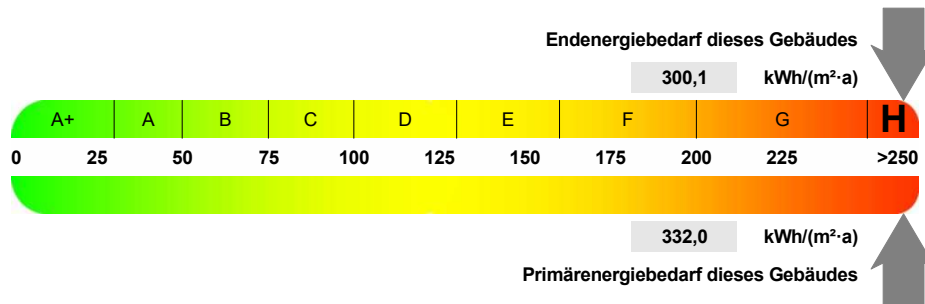 Endenergiebedarf dieses Gebäudes
300,1 kWh/(m²·a)
A+ A B C D E F G H
0 25 50 75 100 125 150 175 200 225 >250
332,0 kWh/(m²·a)
Primärenergiebedarf dieses Gebäudes